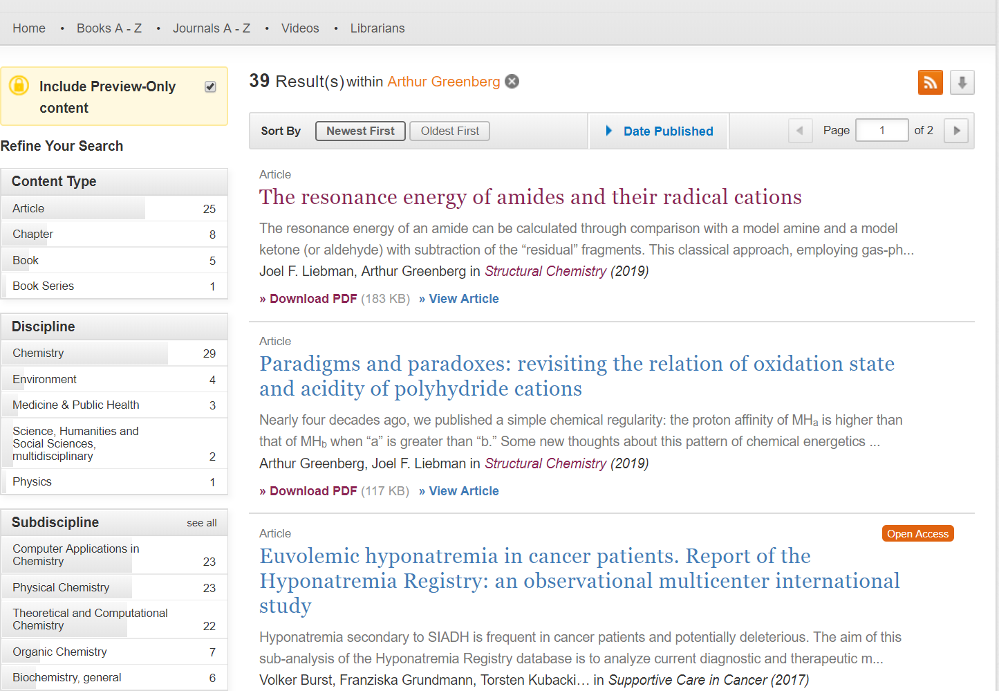 Home • Books A - Z • Journals A - Z • Videos • Librarians
Include Preview-Only
content
Refine Your Search
Content Type
Article 25
Chapter 8
Book 5
Book Series 1
Discipline
Chemistry 29
Environment 4
Medicine & Public Health 3
Science, Humanities and
Social Sciences,
multidisciplinary 2
Physics 1
Subdiscipline see all
Computer Applications in
Chemistry 23
Physical Chemistry 23
Theoretical and Computational
Chemistry 22
Organic Chemistry 7
Biochemistry, general 6
39 Result(s) within Arthur Greenberg
Sort By Newest First Oldest First Date Published Page 1 of 2
Article
The resonance energy of amides and their radical cations
The resonance energy of an amide can be calculated through comparison with a model amine and a model
ketone (or aldehyde) with subtraction of the “residual” fragments. This classical approach, employing gas-ph...
Joel F. Liebman, Arthur Greenberg in Structural Chemistry (2019)
» Download PDF (183 KB) » View Article
Article
Paradigms and paradoxes: revisiting the relation of oxidation state
and acidity of polyhydride cations
Nearly four decades ago, we published a simple chemical regularity: the proton affinity of MHa is higher than
that of MHb when “a” is greater than “b.” Some new thoughts about this pattern of chemical energetics ...
Arthur Greenberg, Joel F. Liebman in Structural Chemistry (2019)
» Download PDF (117 KB) » View Article
Article Open Access
Euvolemic hyponatremia in cancer patients. Report of the
Hyponatremia Registry: an observational multicenter international
study
Hyponatremia secondary to SIADH is frequent in cancer patients and potentially deleterious. The aim of this
sub-analysis of the Hyponatremia Registry database is to analyze current diagnostic and therapeutic m...
Volker Burst, Franziska Grundmann, Torsten Kubacki… in Supportive Care in Cancer (2017)